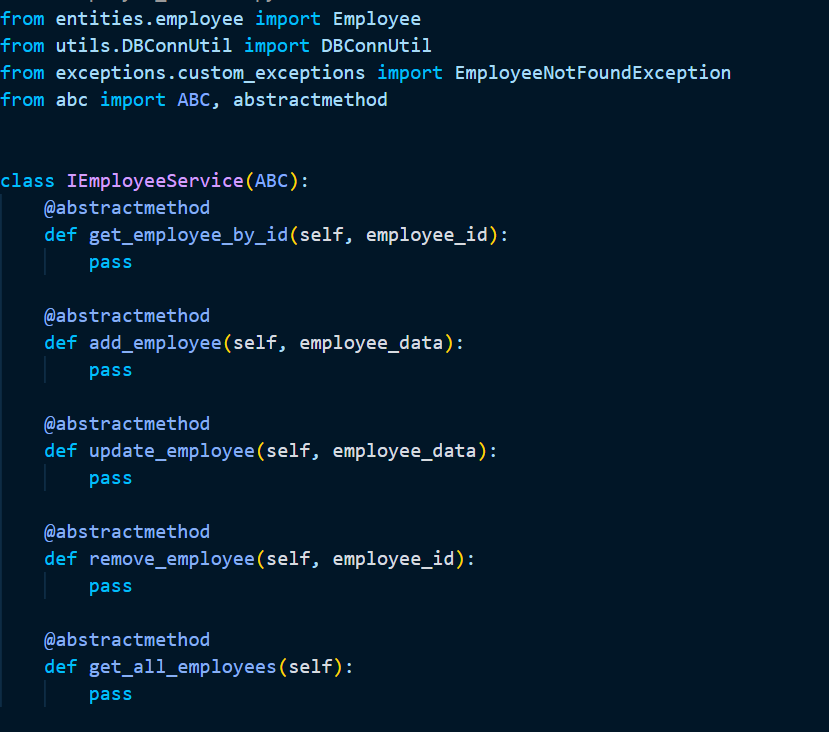 from entities.employee import Employee
from utils.DBConnUtil import DBConnUtil
from exceptions.custom_exceptions import EmployeeNotFoundException
from abc import ABC, abstractmethod


class IEmployeeService(ABC):
    @abstractmethod
    def get_employee_by_id(self, employee_id):
        pass

    @abstractmethod
    def add_employee(self, employee_data):
        pass

    @abstractmethod
    def update_employee(self, employee_data):
        pass

    @abstractmethod
    def remove_employee(self, employee_id):
        pass

    @abstractmethod
    def get_all_employees(self):
        pass